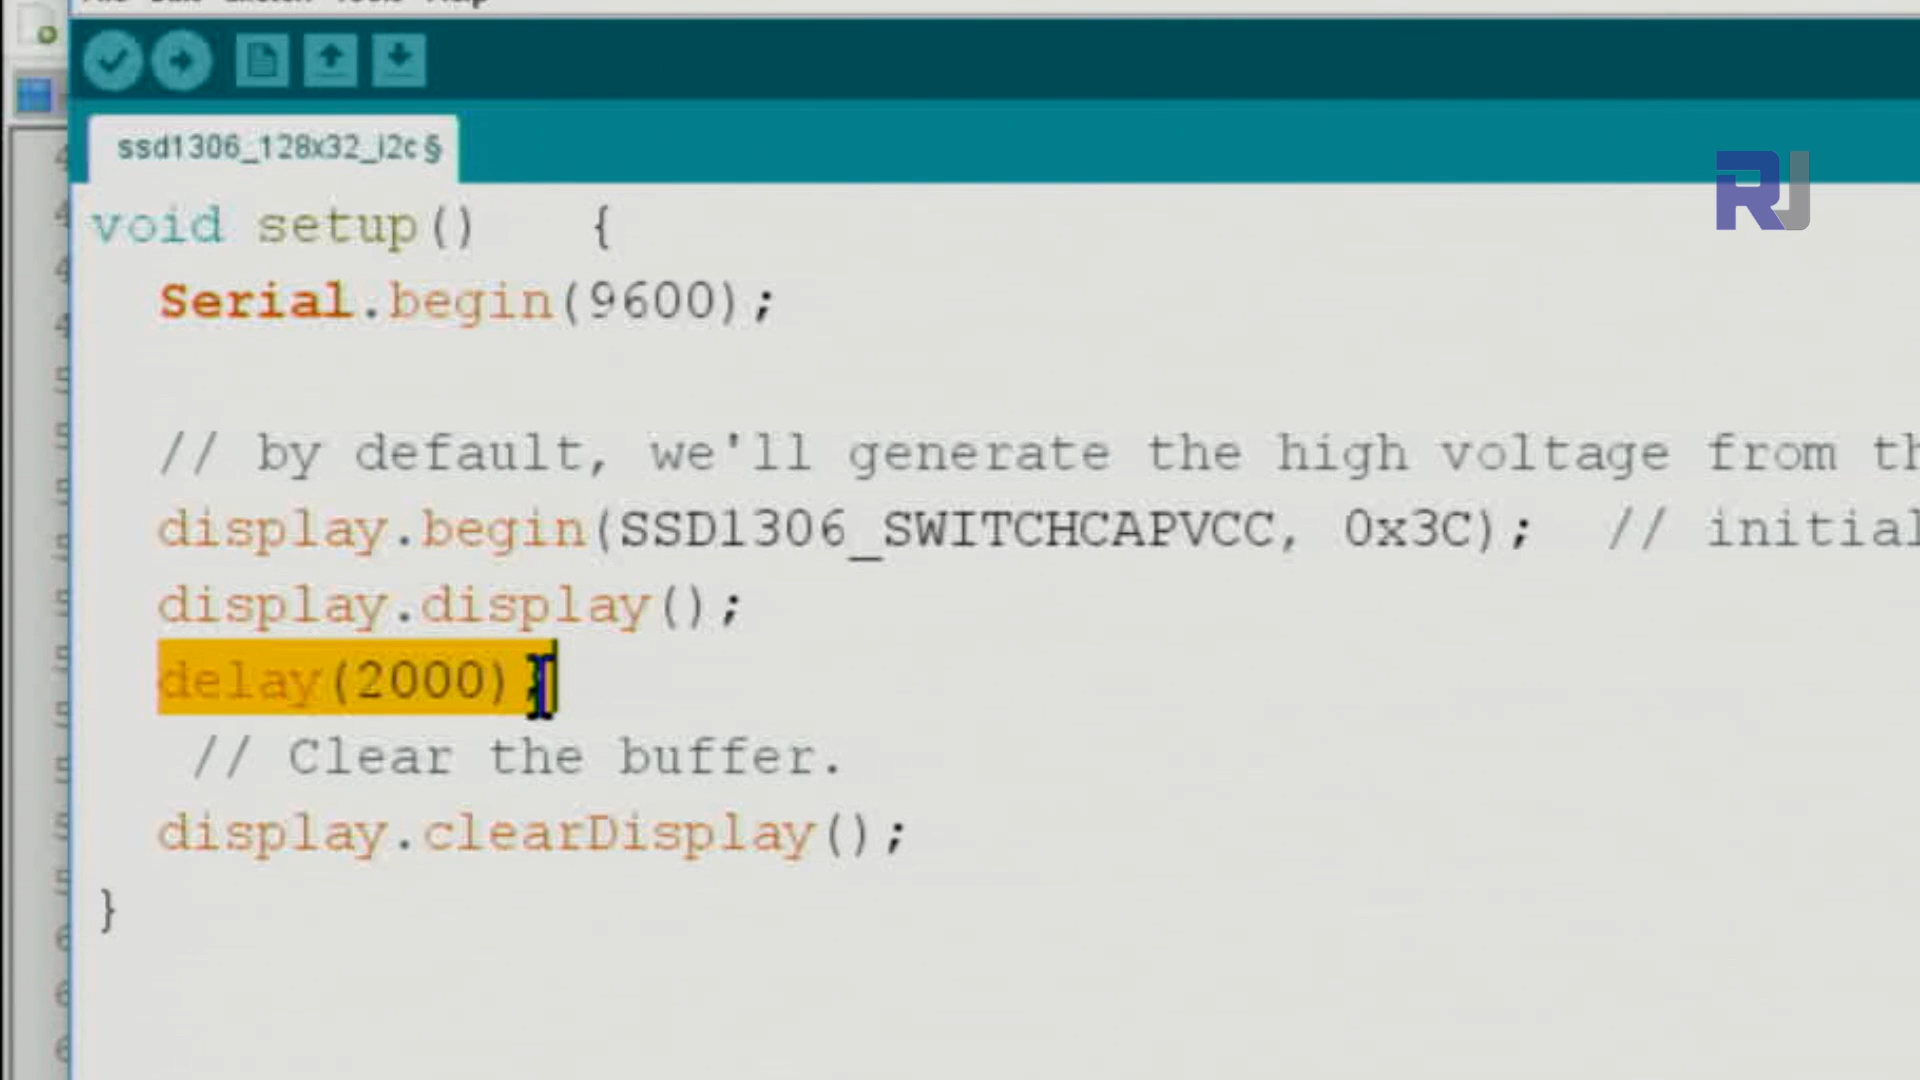 ssd1306_128x32_i2c §
RJ
void setup() {
Serial.begin(9600);
// by default, we'll generate the high voltage from
display.begin(SSD1306_SWITCHCAPVCC, 0x3C); // initial
display.display();
delay(2000);
// Clear the buffer.
display.clearDisplay();
}